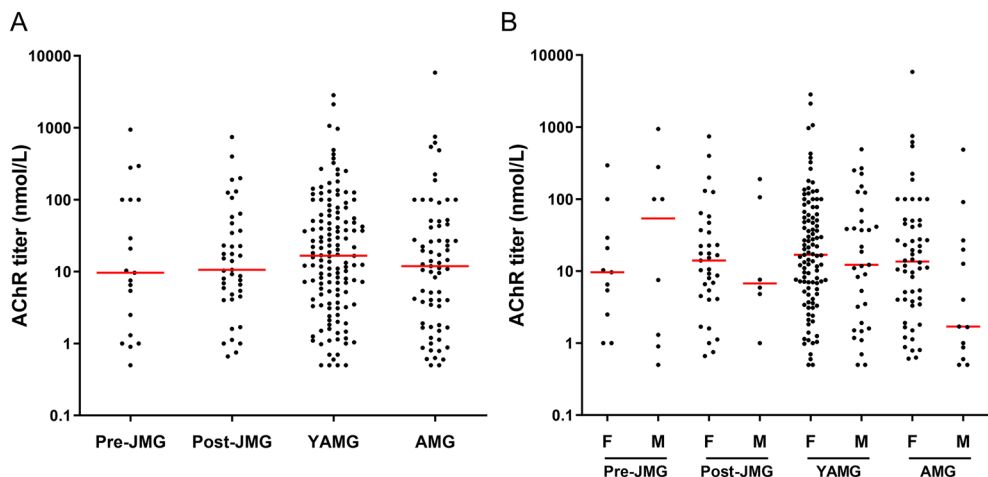 A
AChR titer (nmol/L)
10000
1000
100
10
1
0.1
Pre-JMG Post-JMG YAMG AMG
B
AChR titer (nmol/L)
10000
1000
100
10
1
0.1
F M F M F M F M
Pre-JMG Post-JMG YAMG AMG